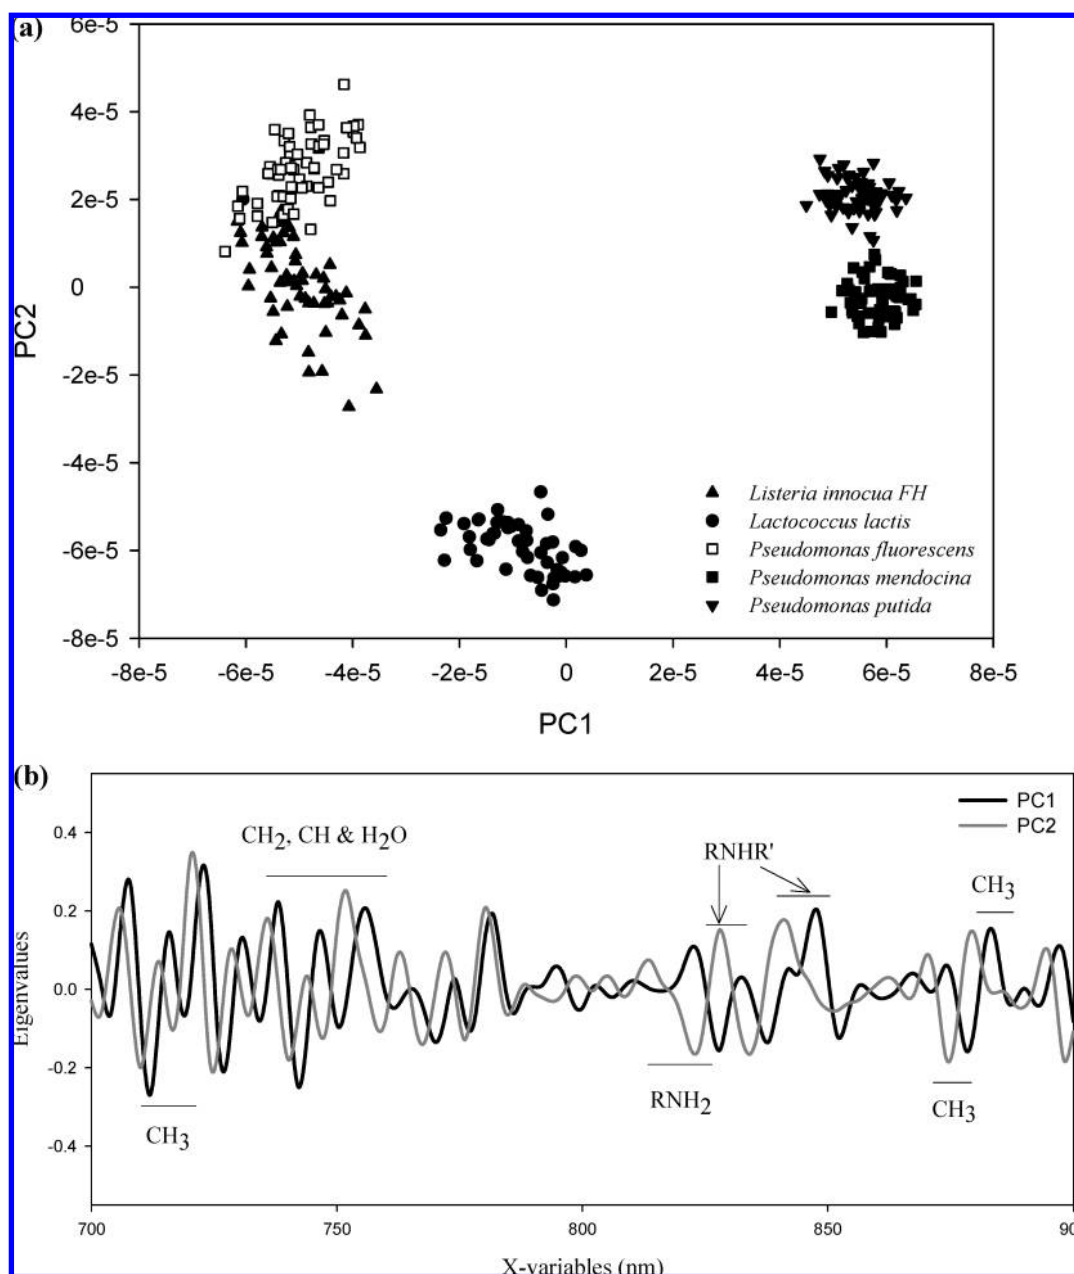 (a)
6e-5
4e-5
2e-5
0
-2e-5
-4e-5
-6e-5
-8e-5
PC2
Listeria innocua FH
Lactococcus lactis
Pseudomonas fluorescens
Pseudomonas mendocina
Pseudomonas putida
-8e-5 -6e-5 -4e-5 -2e-5 0 2e-5 4e-5 6e-5 8e-5
PC1
(b)
PC1
PC2
0.4
0.2
0.0
-0.2
-0.4
Eigenvalues
CH2, CH & H2O
RNHR'
CH3
CH3
RNH2
CH3
700 750 800 850 90
X-variables (nm)